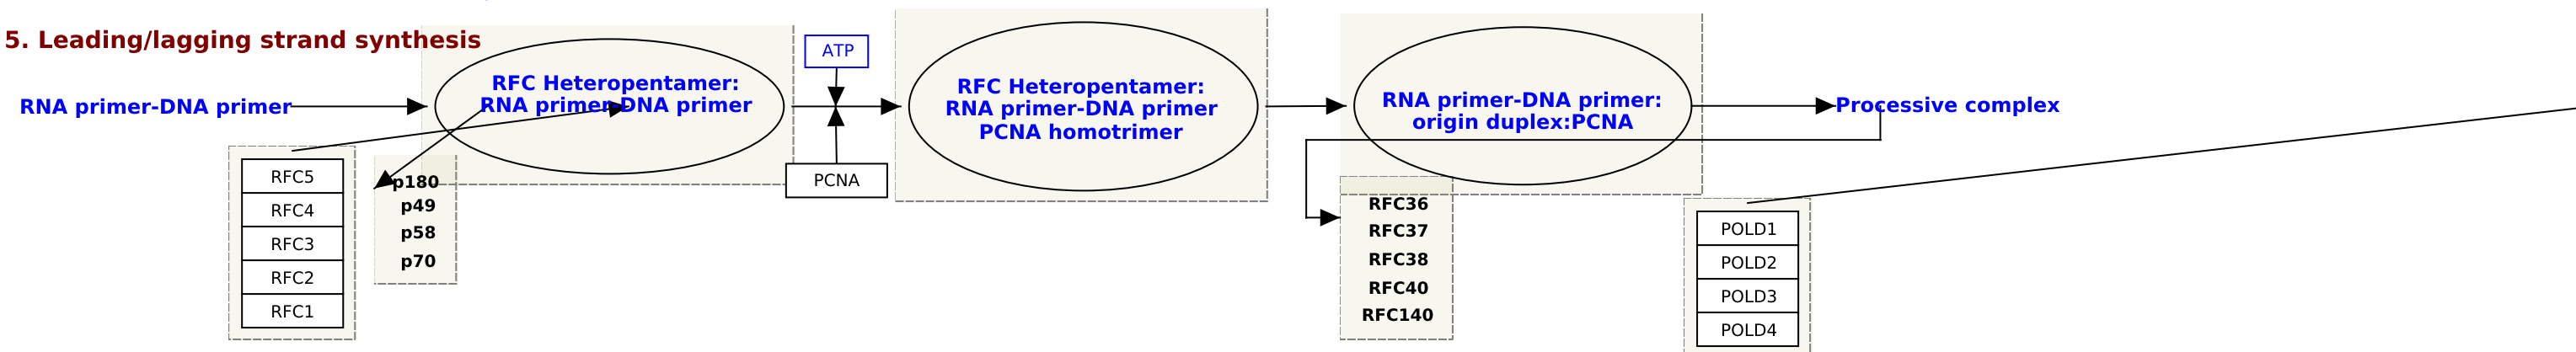 5. Leading/lagging strand synthesis
RNA primer-DNA primer
RFC Heteropentamer:
RNA primer-DNA primer
ATP
PCNA
RFC Heteropentamer:
RNA primer-DNA primer
PCNA homotrimer
RNA primer-DNA primer:
origin duplex:PCNA
Processive complex
RFC5
RFC4
RFC3
RFC2
RFC1
p180
p49
p58
p70
RFC36
RFC37
RFC38
RFC40
RFC140
POLD1
POLD2
POLD3
POLD4